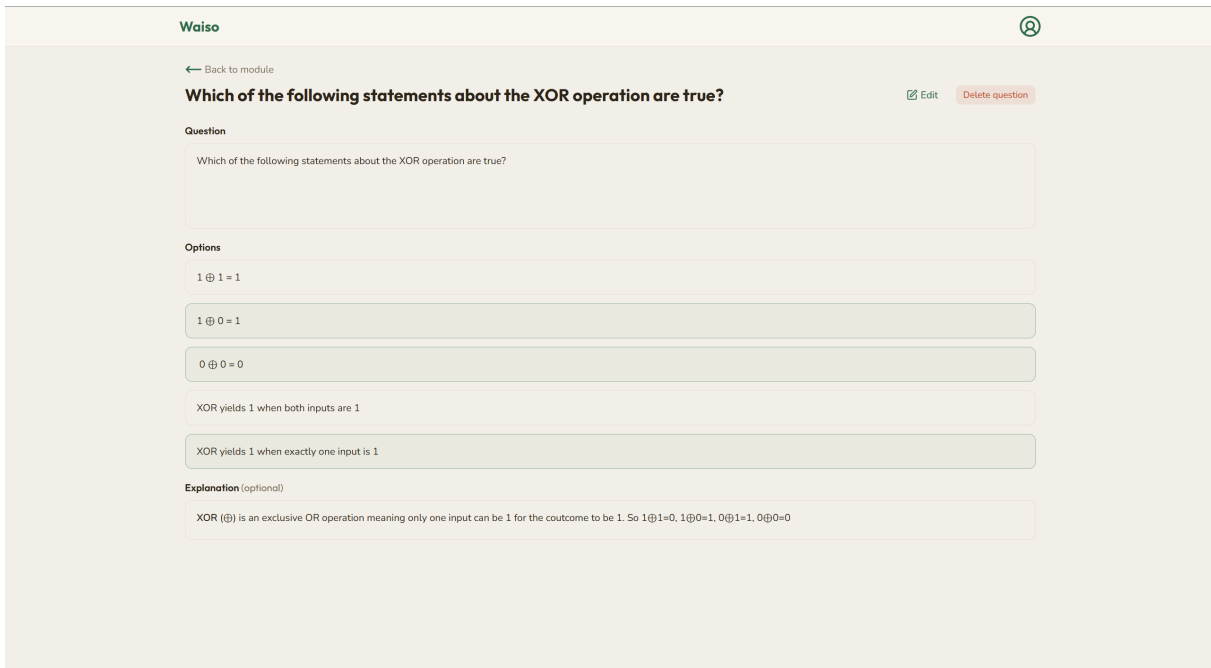 Waiso
Back to module
Which of the following statements about the XOR operation are true?
Edit
Delete question
Question
Which of the following statements about the XOR operation are true?
Options
1 ⊕ 1 = 1
1 ⊕ 0 = 1
0 ⊕ 0 = 0
XOR yields 1 when both inputs are 1
XOR yields 1 when exactly one input is 1
Explanation (optional)
XOR (⊕) is an exclusive OR operation meaning only one input can be 1 for the coutcome to be 1. So 1⊕1=0, 1⊕0=1, 0⊕1=1, 0⊕0=0